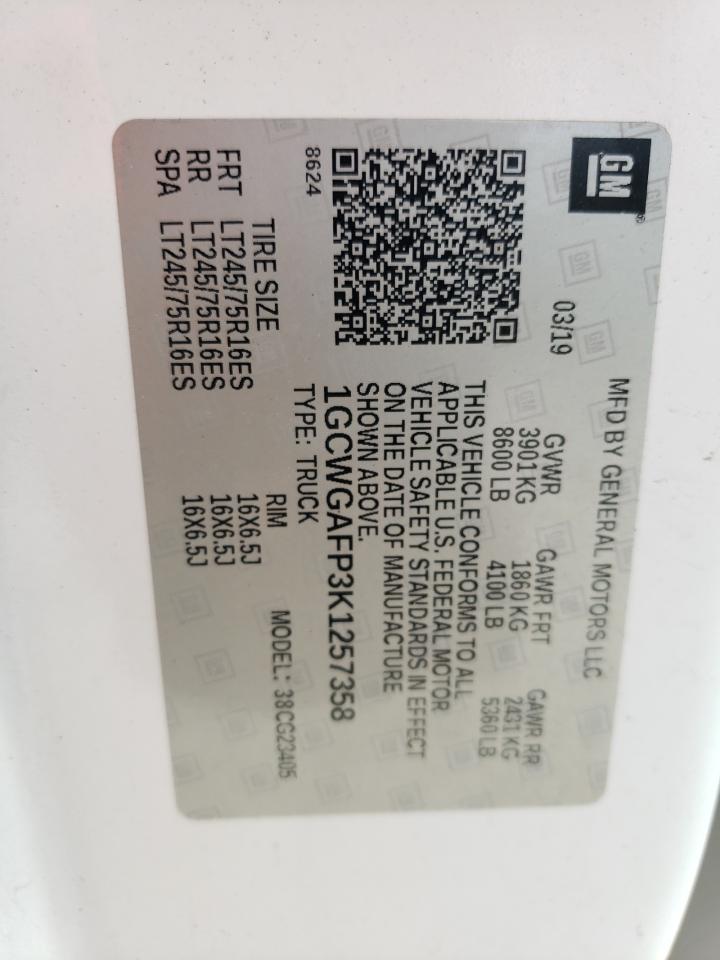 GM
MFD BY GENERAL MOTORS LLC
03/19
GVWR GAWR FRT GAWR RR
3901 KG 1860 KG 2431 KG
8600 LB 4100 LB 5360 LB
THIS VEHICLE CONFORMS TO ALL
APPLICABLE U.S. FEDERAL MOTOR
VEHICLE SAFETY STANDARDS IN EFFECT
ON THE DATE OF MANUFACTURE
SHOWN ABOVE.
1GCWGAFP3K1257358
8624 TYPE: TRUCK
MODEL: 38CG23405
TIRE SIZE RIM
FRT LT245/75R16ES 16X6.5J
RR LT245/75R16ES 16X6.5J
SPA LT245/75R16ES 16X6.5J